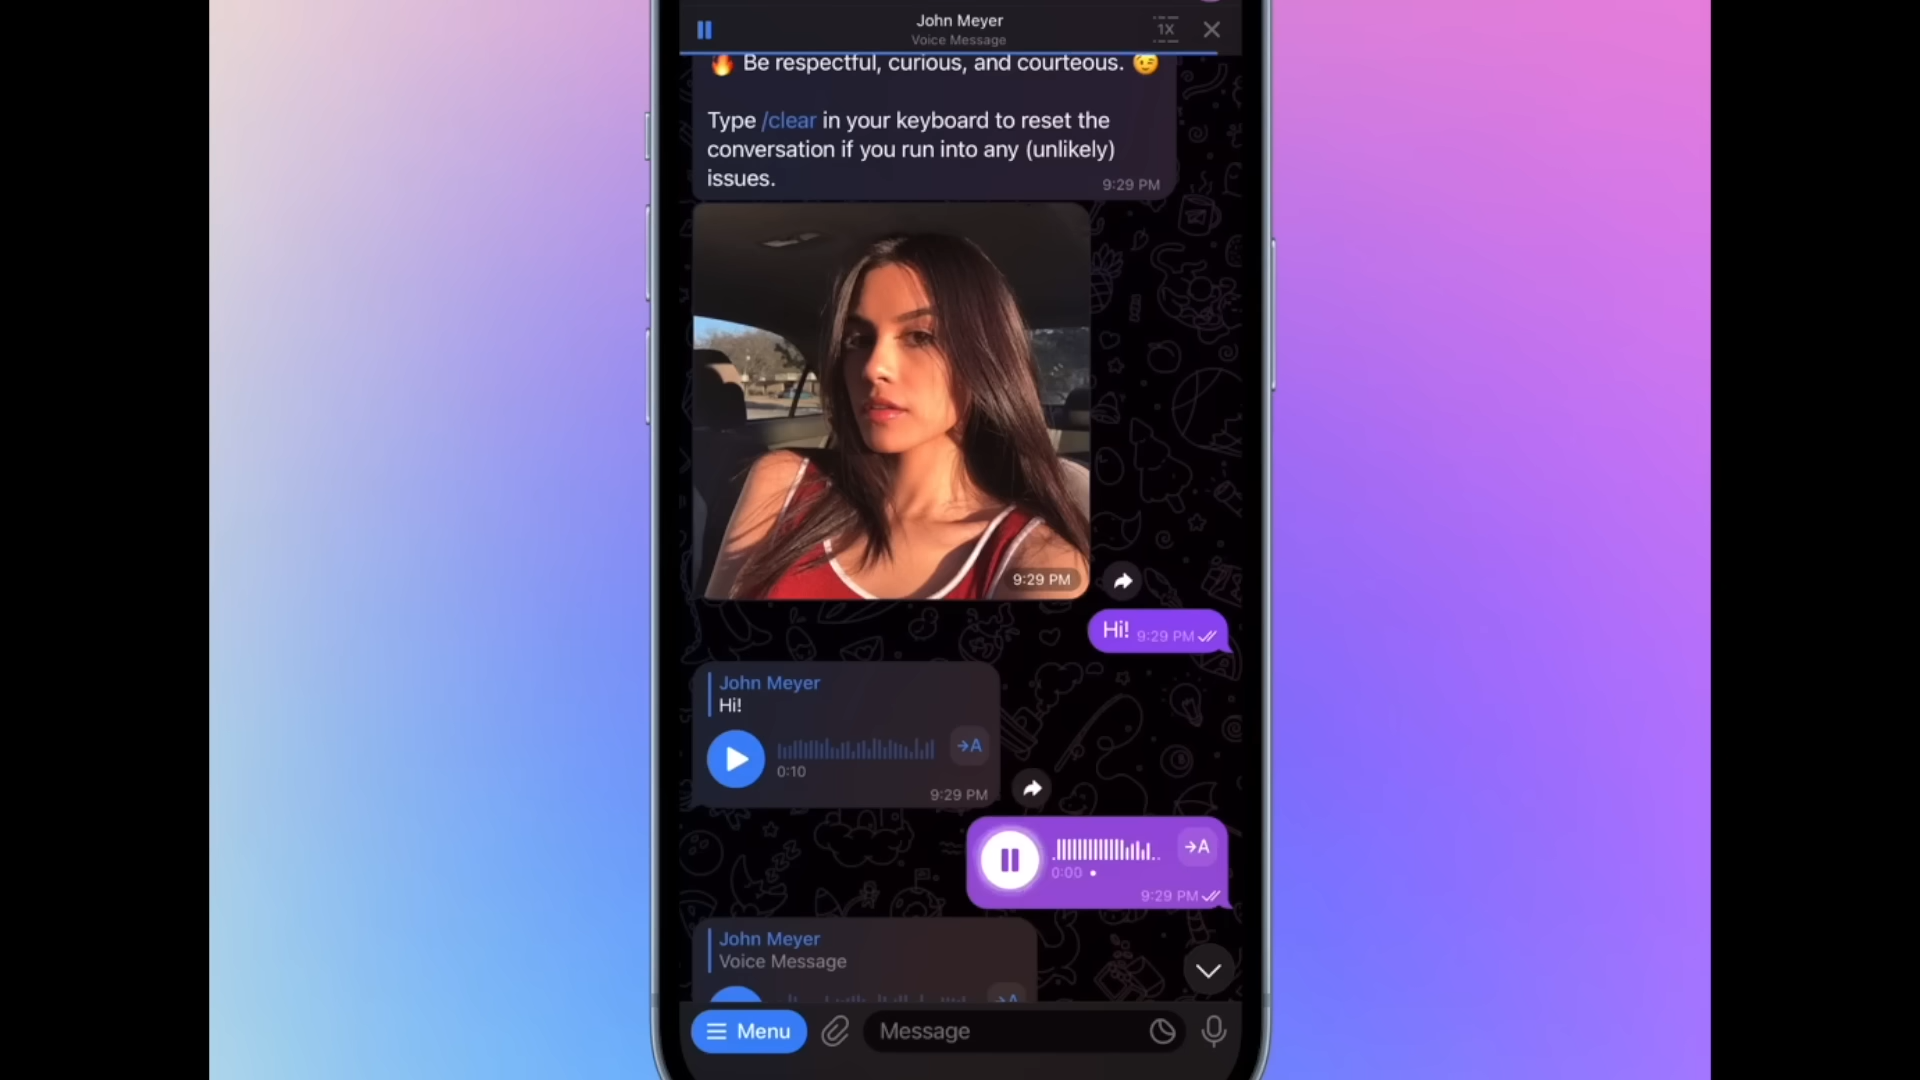 John Meyer
Voice Message
1X
🔥 Be respectful, curious, and courteous. 😉
Type /clear in your keyboard to reset the
conversation if you run into any (unlikely)
issues.
9:29 PM
9:29 PM
Hi! 9:29 PM
John Meyer
Hi!
→A
0:10
9:29 PM
→A
0:00
9:29 PM
John Meyer
Voice Message
→A
Menu
Message